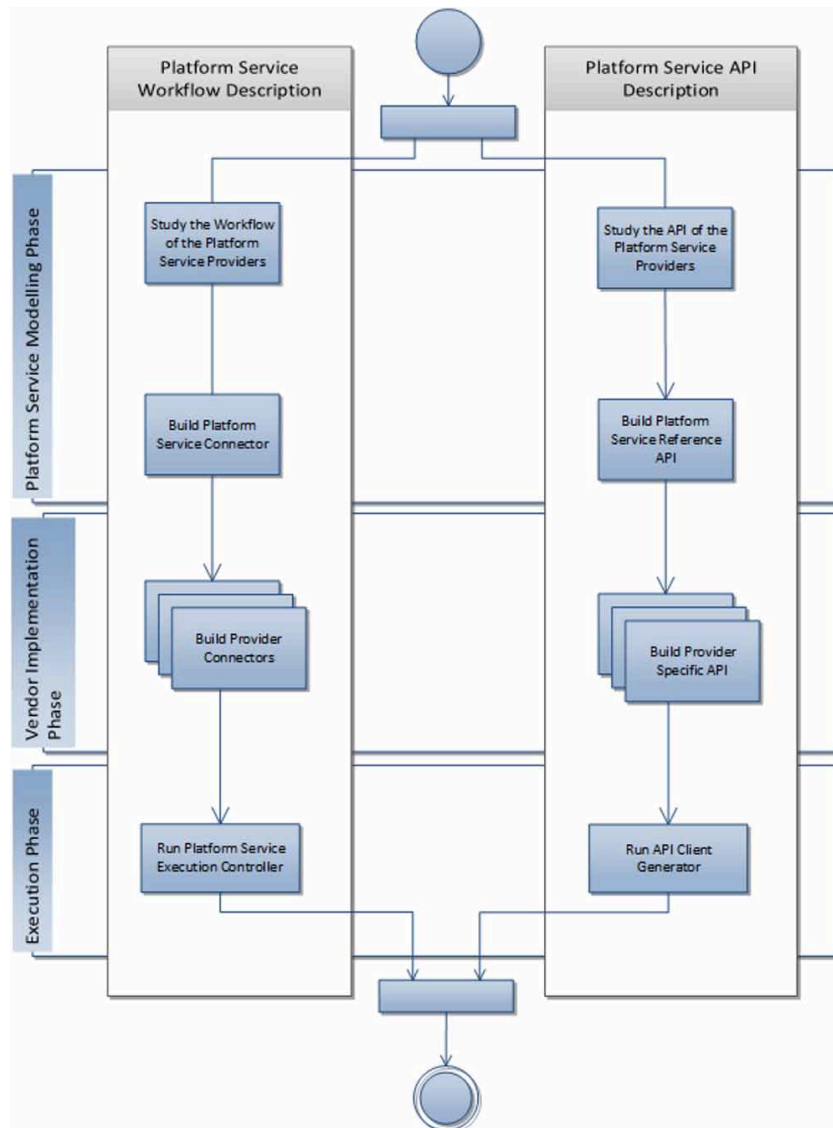 Platform Service
Workflow Description
Platform Service API
Description
Platform Service Modelling Phase
Study the Workflow
of the Platform
Service Providers
Study the API of the
Platform Service
Providers
Build Platform
Service Connector
Build Platform
Service Reference
API
Vendor Implementation
Phase
Build Provider
Connectors
Build Provider
Specific API
Execution Phase
Run Platform Service
Execution Controller
Run API Client
Generator